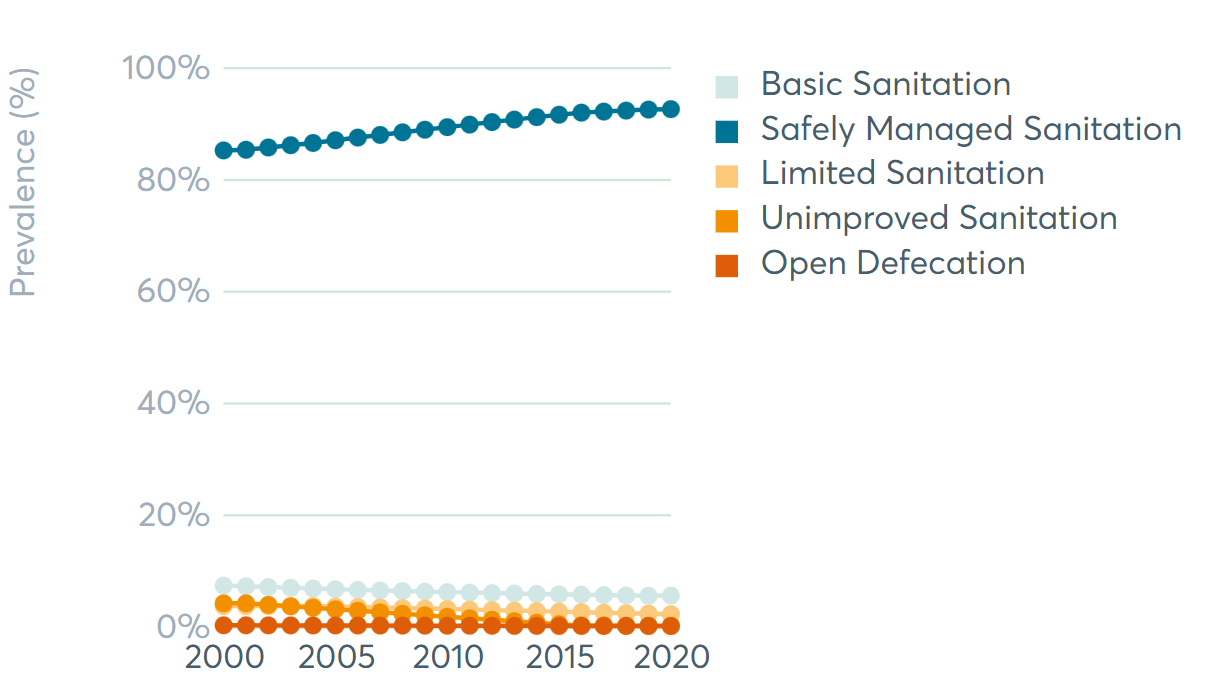 Prevalence (%)
100%
80%
60%
40%
20%
0%
2000 2005 2010 2015 2020
Basic Sanitation
Safely Managed Sanitation
Limited Sanitation
Unimproved Sanitation
Open Defecation